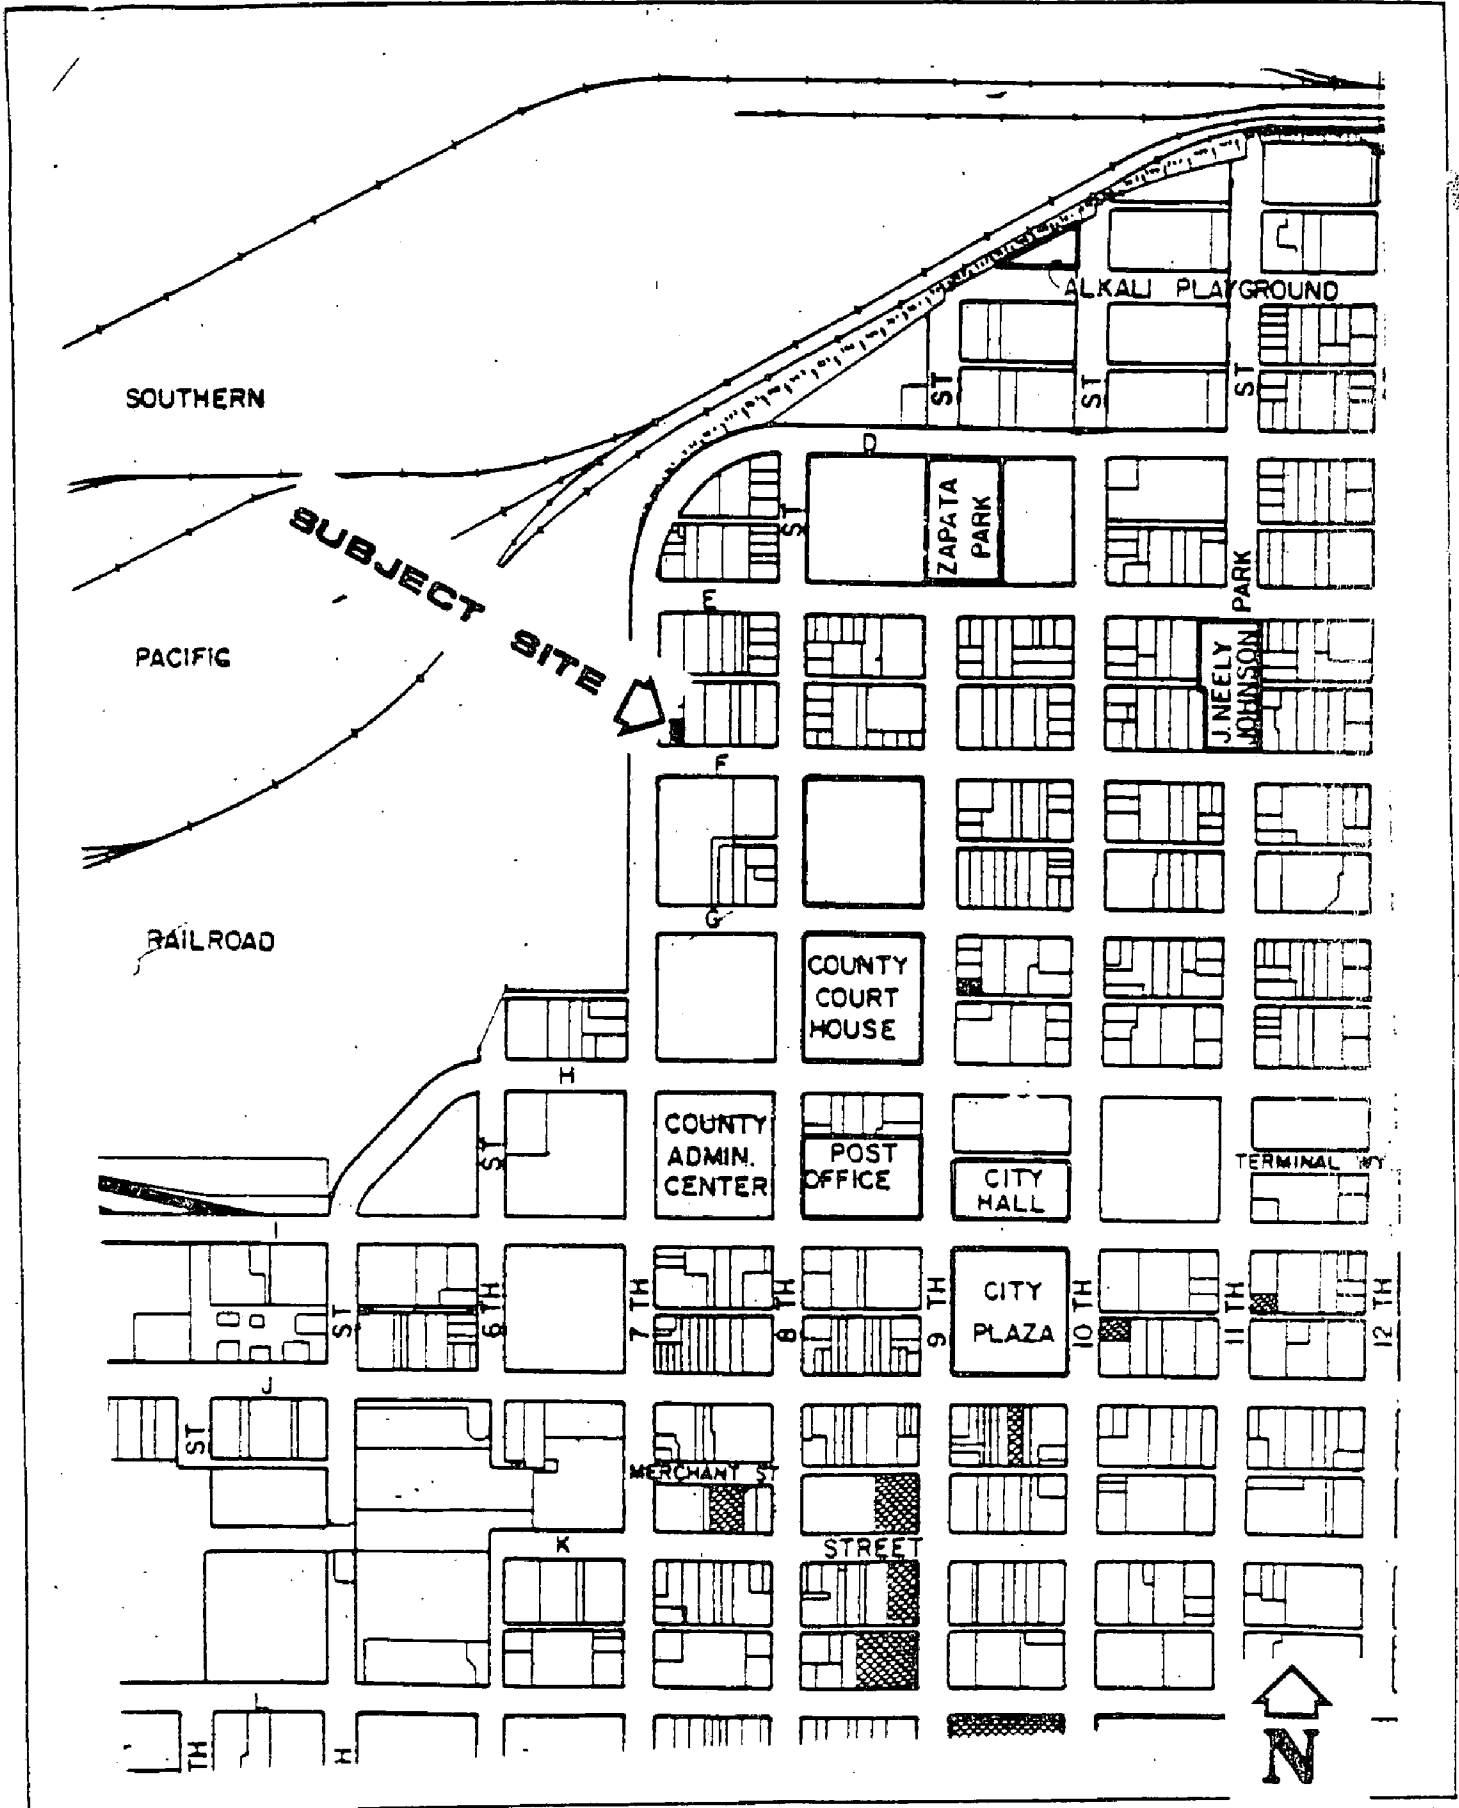 ALKALI PLAYGROUND
SOUTHERN
ST
ST
ST
D
ZAPATA
PARK
ST
SUBJECT SITE
E
PARK
J. NEELY
JOHNSON
PACIFIC
F
G
RAILROAD
COUNTY
COURT
HOUSE
H
COUNTY
ADMIN.
CENTER
POST
OFFICE
CITY
HALL
TERMINAL WY
ST
I
ST
6 TH
7 TH
8 TH
9 TH
CITY
PLAZA
10 TH
11 TH
12 TH
J
ST
MERCHANT ST
K
STREET
L
TH
H
N